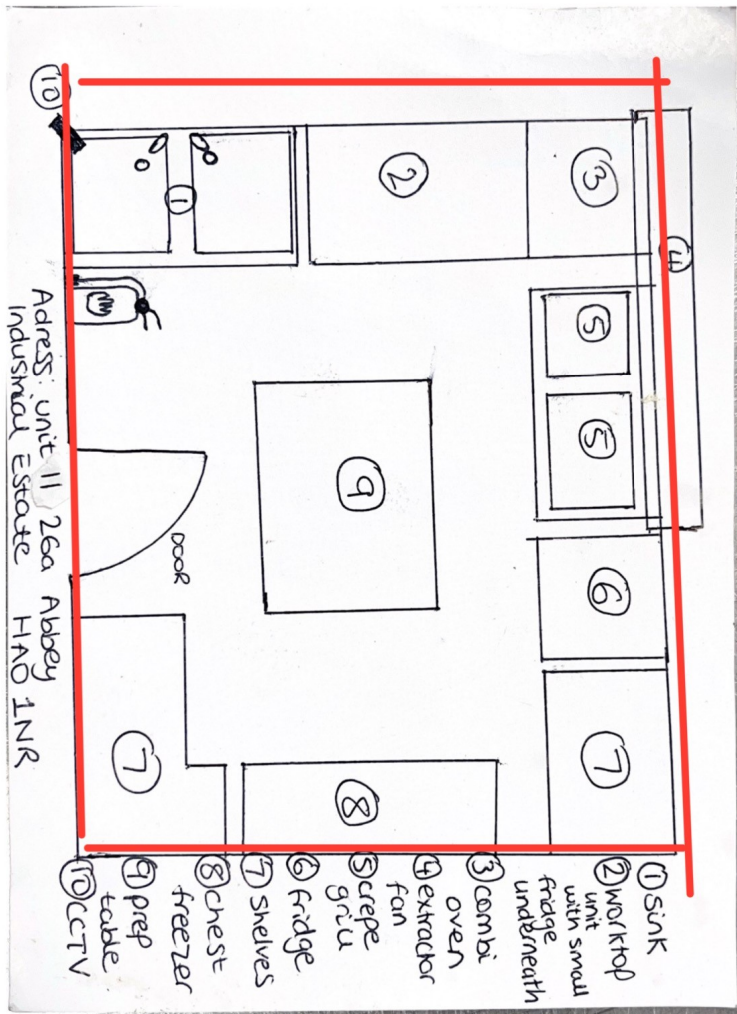 10
1
2
3
4
5
5
9
6
7
7
8
DOOR
Adress: unit 11 26a Abbey
industrial Estate HA0 1NR
1 sink
2 worktop
unit
with small
fridge
underneath
3 combi
oven
4 extractor
fan
5 crepe
grill
6 fridge
7 shelves
8 chest
freezer
9 prep
table
10 CCTV